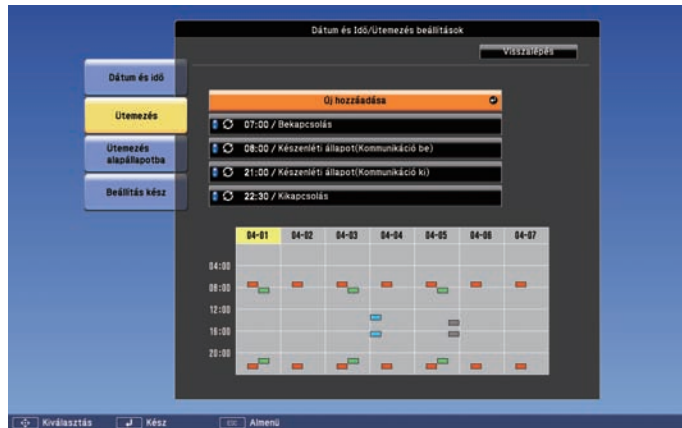 Dátum és Idő/Ütemezés beállítások
Visszalépés
Dátum és idő
Ütemezés
Ütemezés alapállapotba
Beállítás kész
Új hozzáadása
07:00 / Bekapcsolás
08:00 / Készenléti állapot(Kommunikáció be)
21:00 / Készenléti állapot(Kommunikáció ki)
22:30 / Kikapcsolás
04-01 04-02 04-03 04-04 04-05 04-06 04-07
04:00
08:00
12:00
16:00
20:00
Kiválasztás Kész Esc Almenü